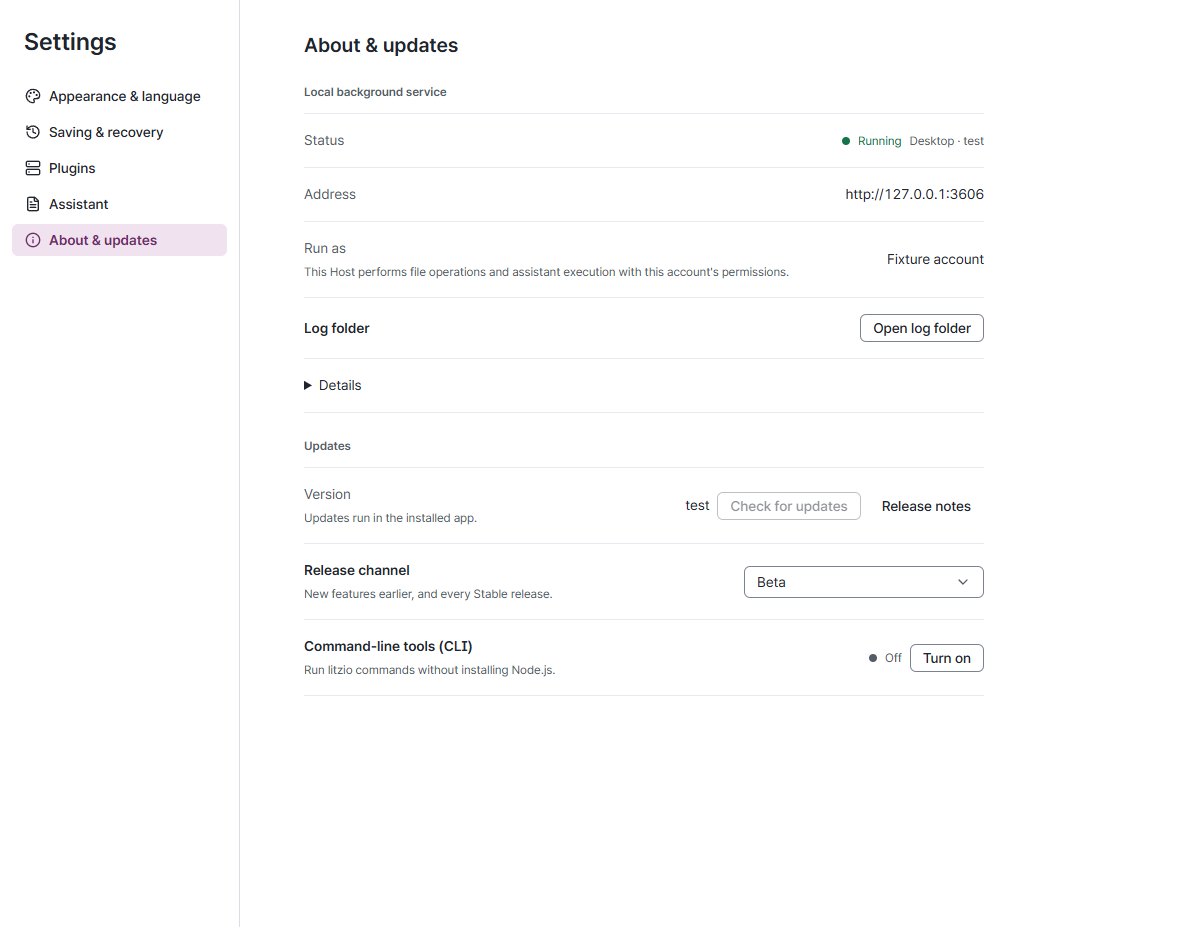 Settings
Appearance & language
Saving & recovery
Plugins
Assistant
About & updates
About & updates
Local background service
Status
Running Desktop · test
Address
http://127.0.0.1:3606
Run as
This Host performs file operations and assistant execution with this account's permissions.
Fixture account
Log folder
Open log folder
Details
Updates
Version
Updates run in the installed app.
test
Check for updates
Release notes
Release channel
New features earlier, and every Stable release.
Beta
Command-line tools (CLI)
Run litzio commands without installing Node.js.
Off
Turn on